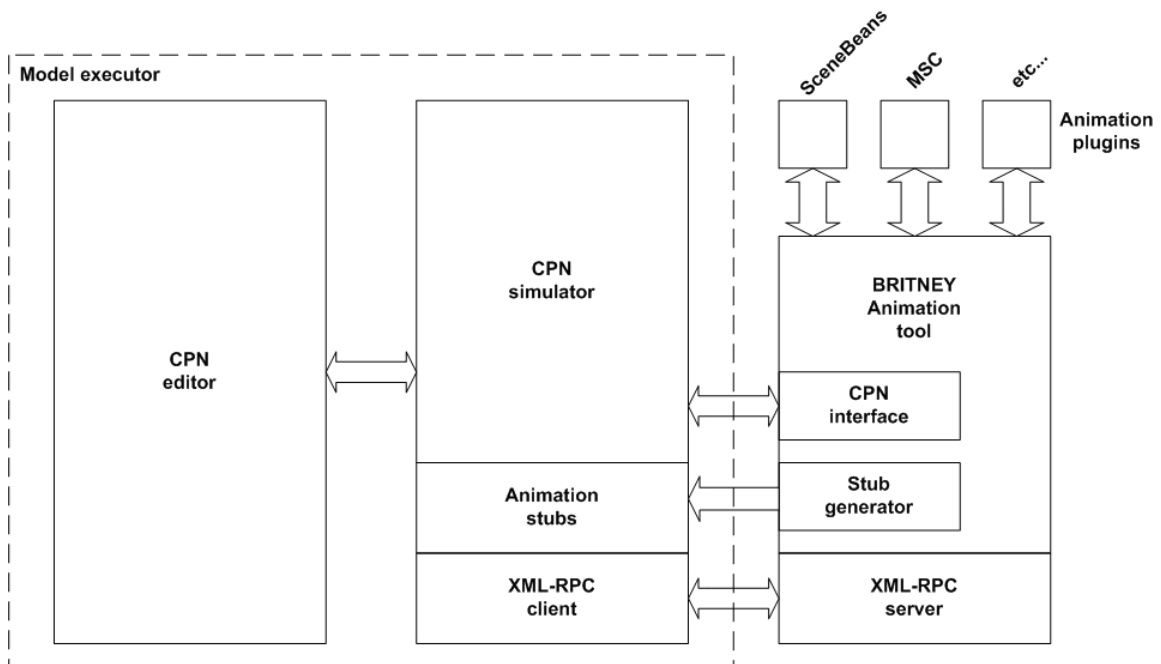 Model executor
SceneBeans
MSC
etc...
Animation
plugins
CPN
editor
CPN
simulator
BRITNEY
Animation
tool
CPN
interface
Animation
stubs
Stub
generator
XML-RPC
client
XML-RPC
server